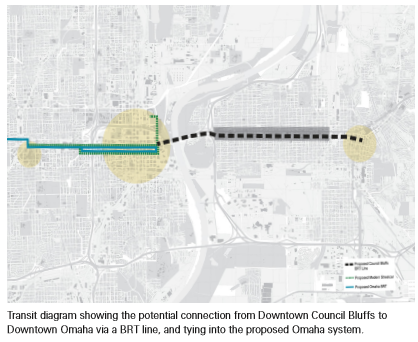 Proposed Council Bluffs
BRT Line
Proposed Modern Streetcar
Proposed Omaha BRT
Transit diagram showing the potential connection from Downtown Council Bluffs to
Downtown Omaha via a BRT line, and tying into the proposed Omaha system.